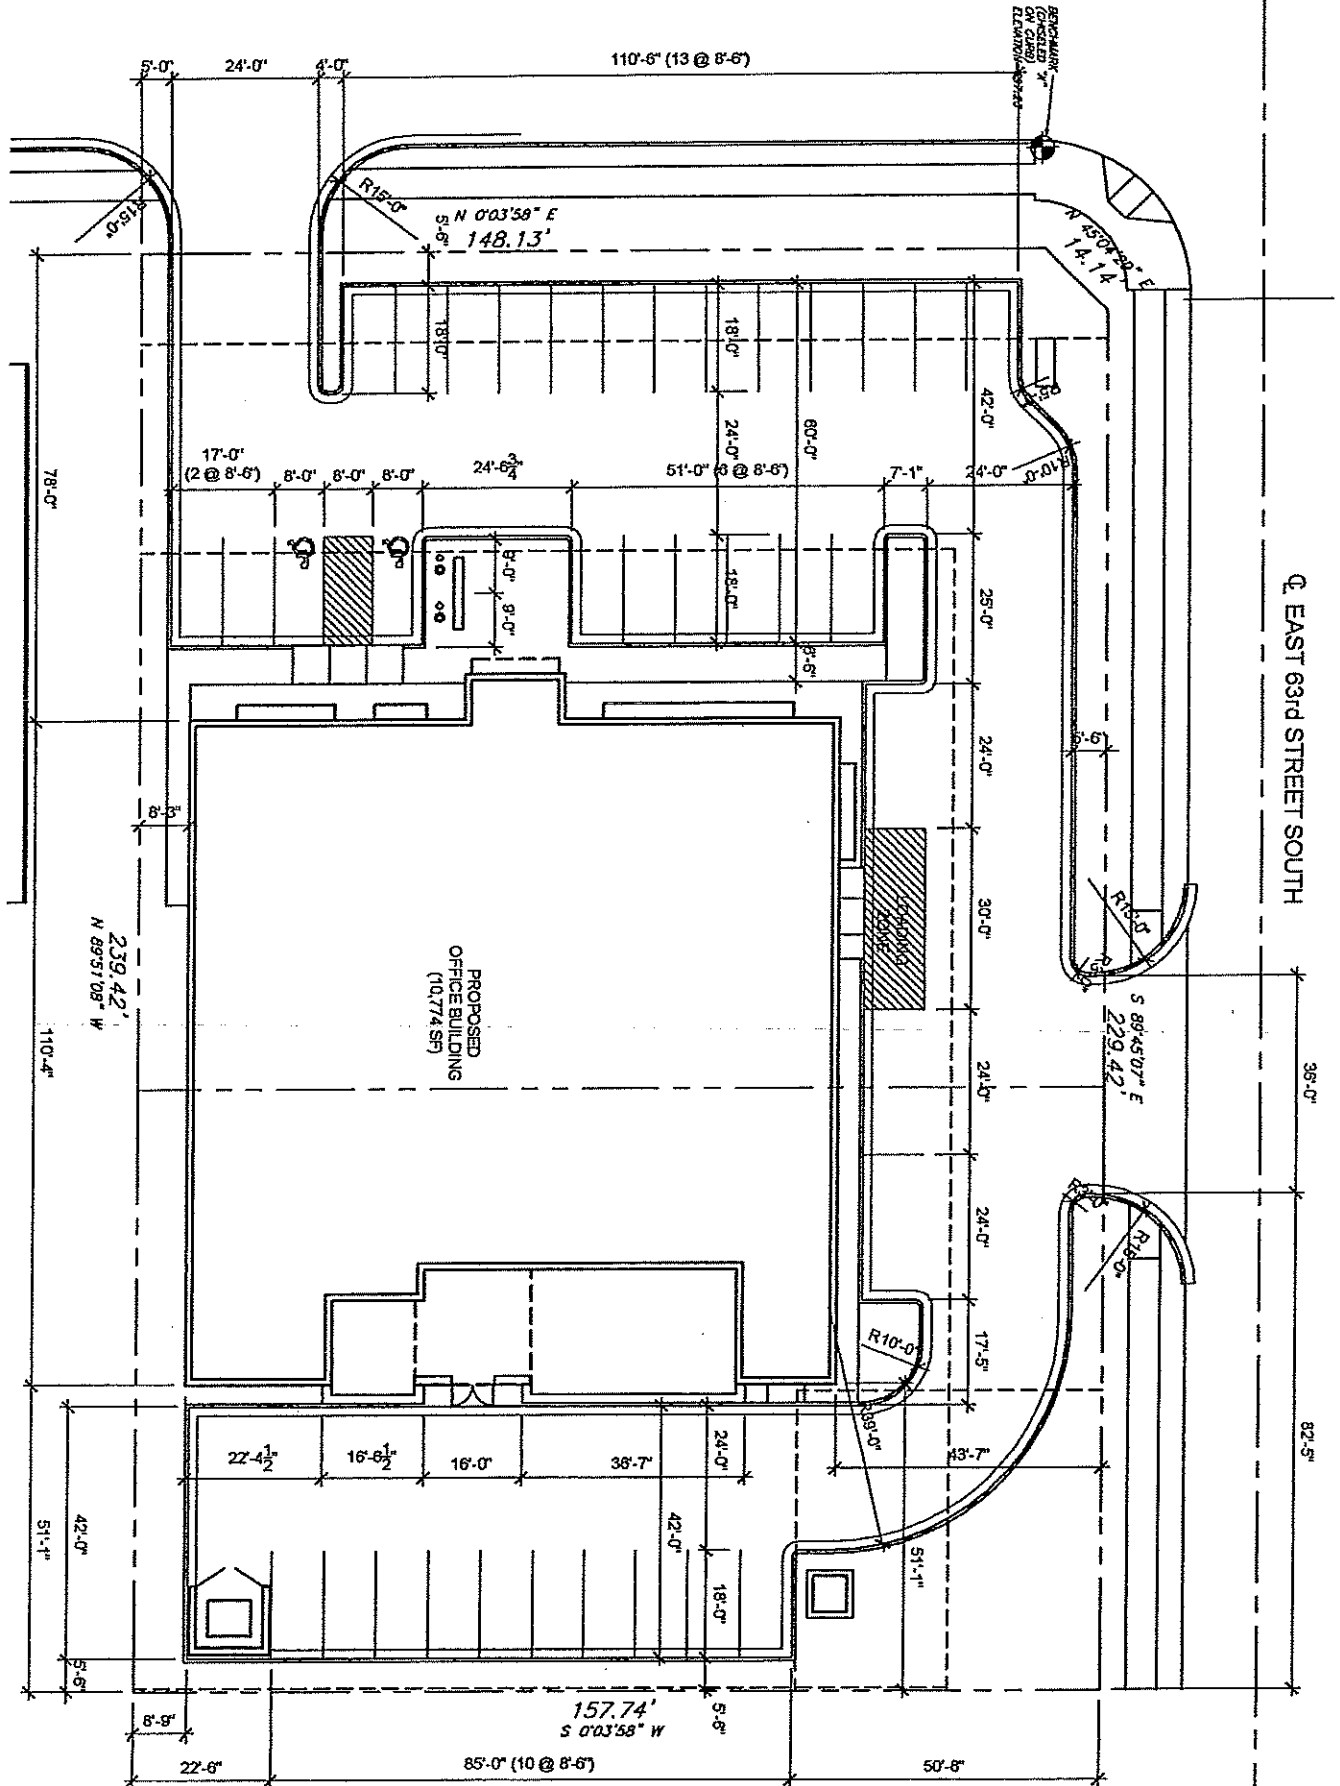 BENCHMARK
(CHISELED "X"
ON CURB)
5'-0"
24'-0"
4'-0"
110'-6" (13 @ 8'-6")
R15'-0"
R15'-0"
5'-6"
N 0°03'58" E
148.13'
N 45°04'29" E
14.14'
18'-0"
18'-0"
42'-0"
R10'-0"
24'-0"
60'-0"
17'-0"
(2 @ 8'-6")
8'-0"
8'-0"
8'-0"
24'-6 3/4
51'-0" (6 @ 8'-6")
7'-1"
24'-0"
78'-0"
9'-0"
9'-0"
18'-0"
25'-0"
6'-6"
24'-0"
₵ EAST 63rd STREET SOUTH
8'-3"
LOADING
ZONE
30'-0"
R15'-0"
239.42'
N 89°51'08" W
PROPOSED
OFFICE BUILDING
(10,774 SF)
S 89°45'07" E
229.42'
36'-0"
110'-4"
24'-0"
24'-0"
R15'-0"
R10'-0"
17'-5"
R39'-0"
22'-4 1/2"
16'-6 1/2"
16'-0"
36'-7"
24'-0"
43'-7"
82'-5"
51'-1"
42'-0"
42'-0"
18'-0"
51'-1"
5'-6"
157.74'
S 0°03'58" W
5'-6"
8'-9"
22'-6"
85'-0" (10 @ 8'-6")
50'-8"